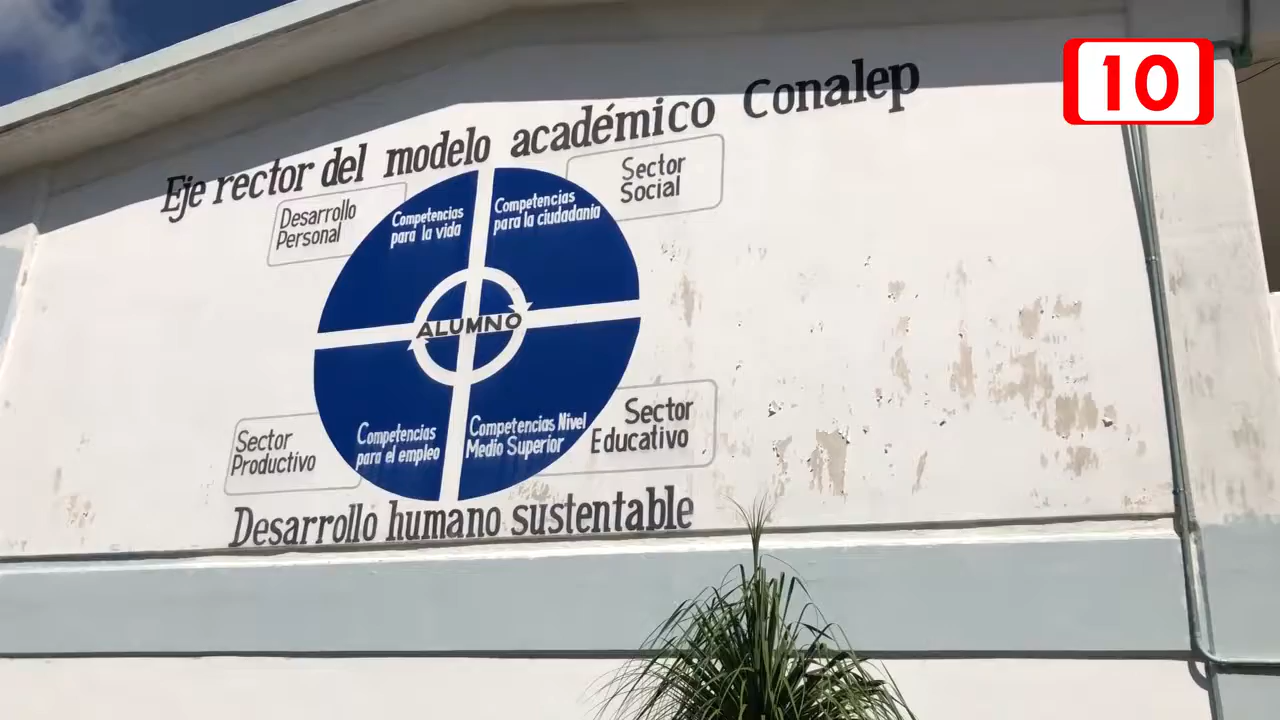 10
Eje rector del modelo académico Conalep
Desarrollo
Personal
Competencias
para la vida
Competencias
para la ciudadanía
Sector
Social
ALUMNO
Sector
Productivo
Competencias
para el empleo
Competencias Nivel
Medio Superior
Sector
Educativo
Desarrollo humano sustentable